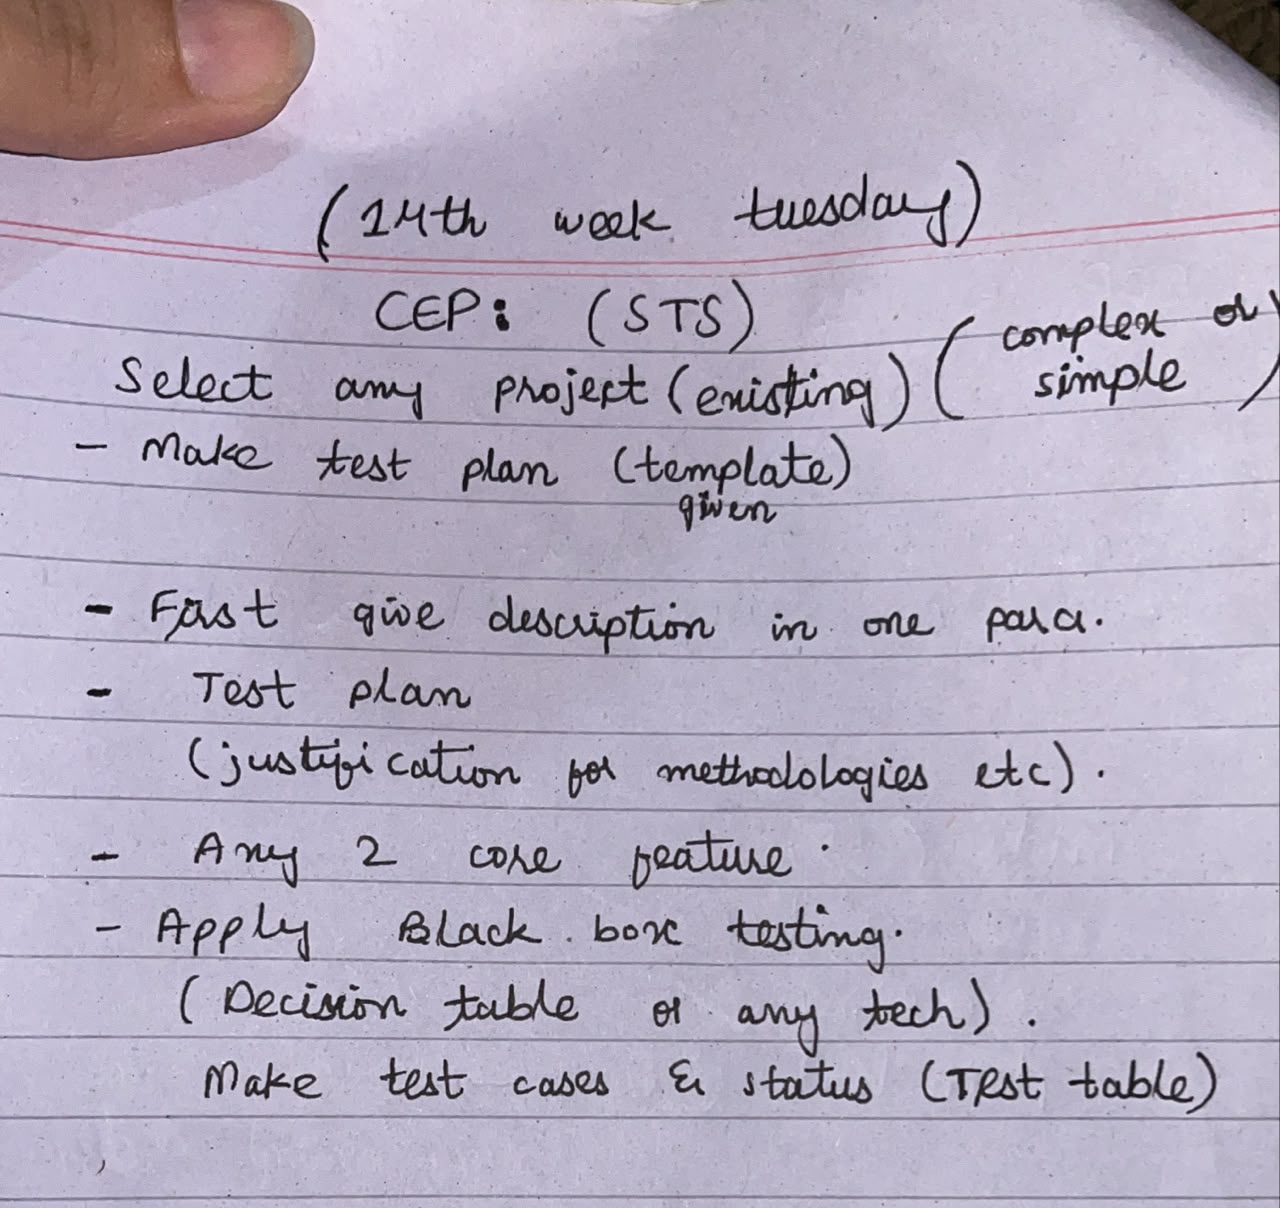 (14th week tuesday)
CEP: (STS)
Select any project (existing) (complex or simple)
- Make test plan (template) given
- First give description in one para.
- Test plan
(justification for methodologies etc).
- Any 2 core feature.
- Apply Black box testing.
(Decision table or any tech).
Make test cases & status (Test table)